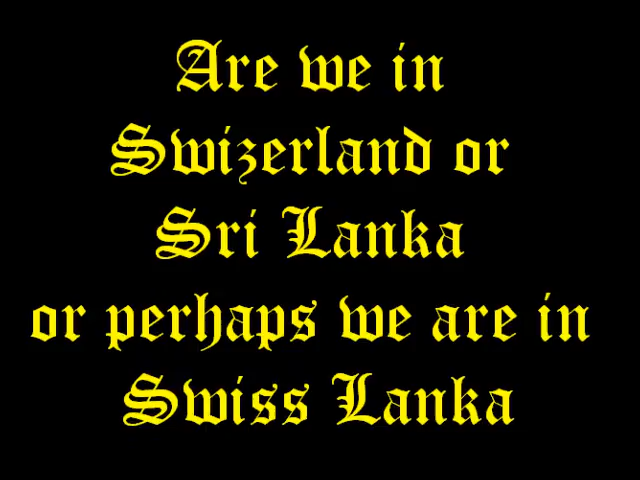 Are we in
Swizerland or
Sri Lanka
or perhaps we are in
Swiss Lanka